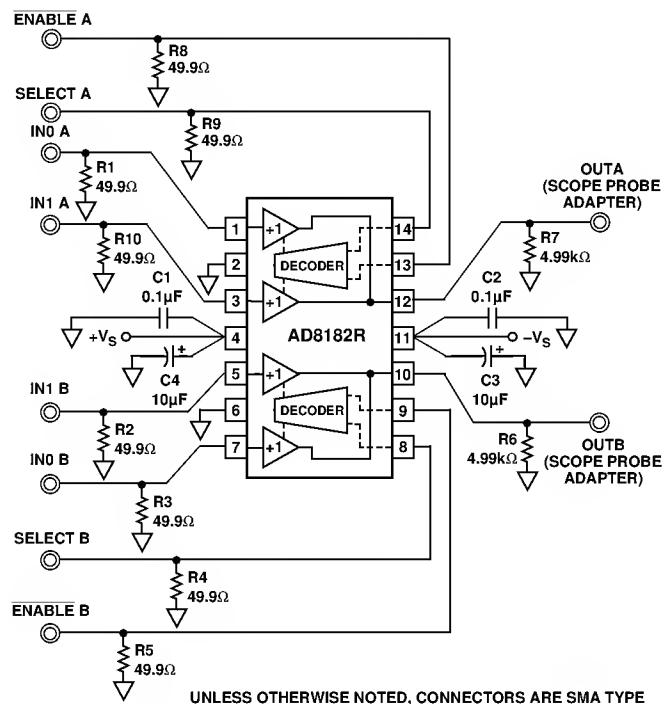 ENABLE A
R8
49.9Ω
SELECT A
R9
49.9Ω
IN0 A
R1
49.9Ω
IN1 A
R10
49.9Ω
OUTA
(SCOPE PROBE
ADAPTER)
R7
4.99kΩ
1
+1
14
2
DECODER
13
3
+1
12
C1
0.1μF
C2
0.1μF
+VS
4
AD8182R
11
–VS
C4
10μF
+
+
C3
10μF
5
+1
10
6
DECODER
9
7
+1
8
IN1 B
R2
49.9Ω
IN0 B
R3
49.9Ω
R6
4.99kΩ
OUTB
(SCOPE PROBE
ADAPTER)
SELECT B
R4
49.9Ω
ENABLE B
R5
49.9Ω
UNLESS OTHERWISE NOTED, CONNECTORS ARE SMA TYPE